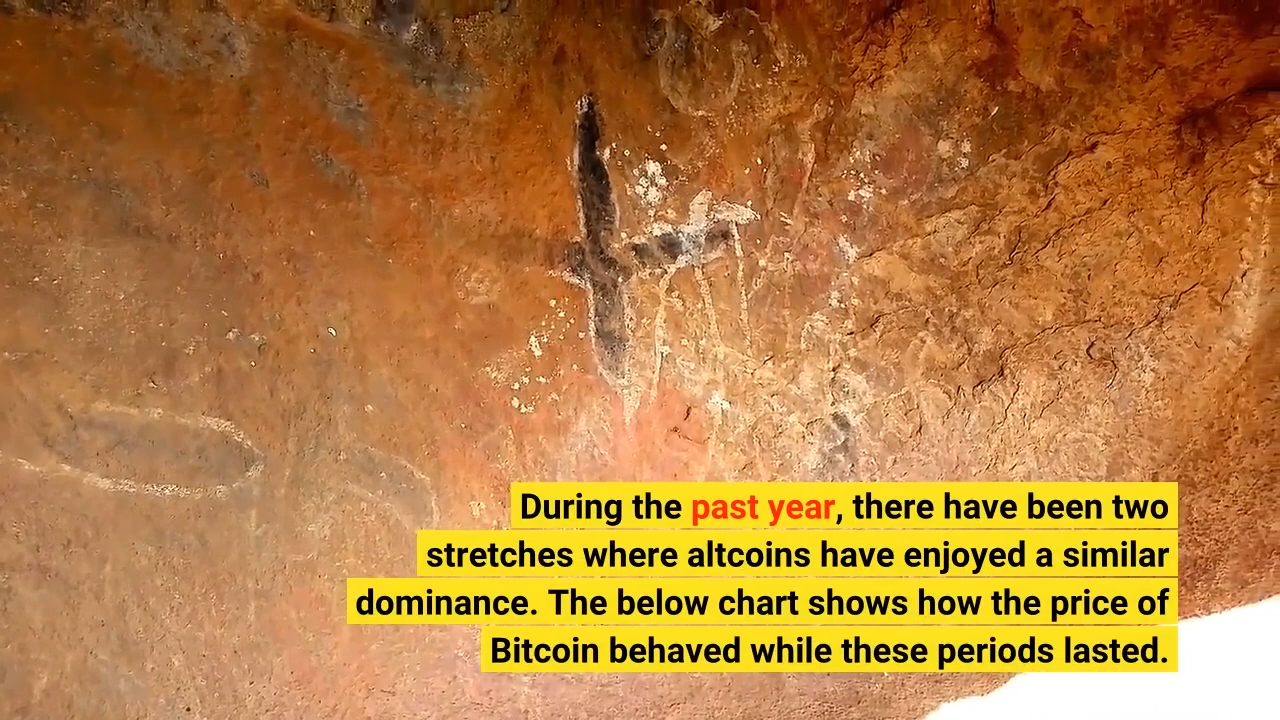 During the past year, there have been two
stretches where altcoins have enjoyed a similar
dominance. The below chart shows how the price of
Bitcoin behaved while these periods lasted.